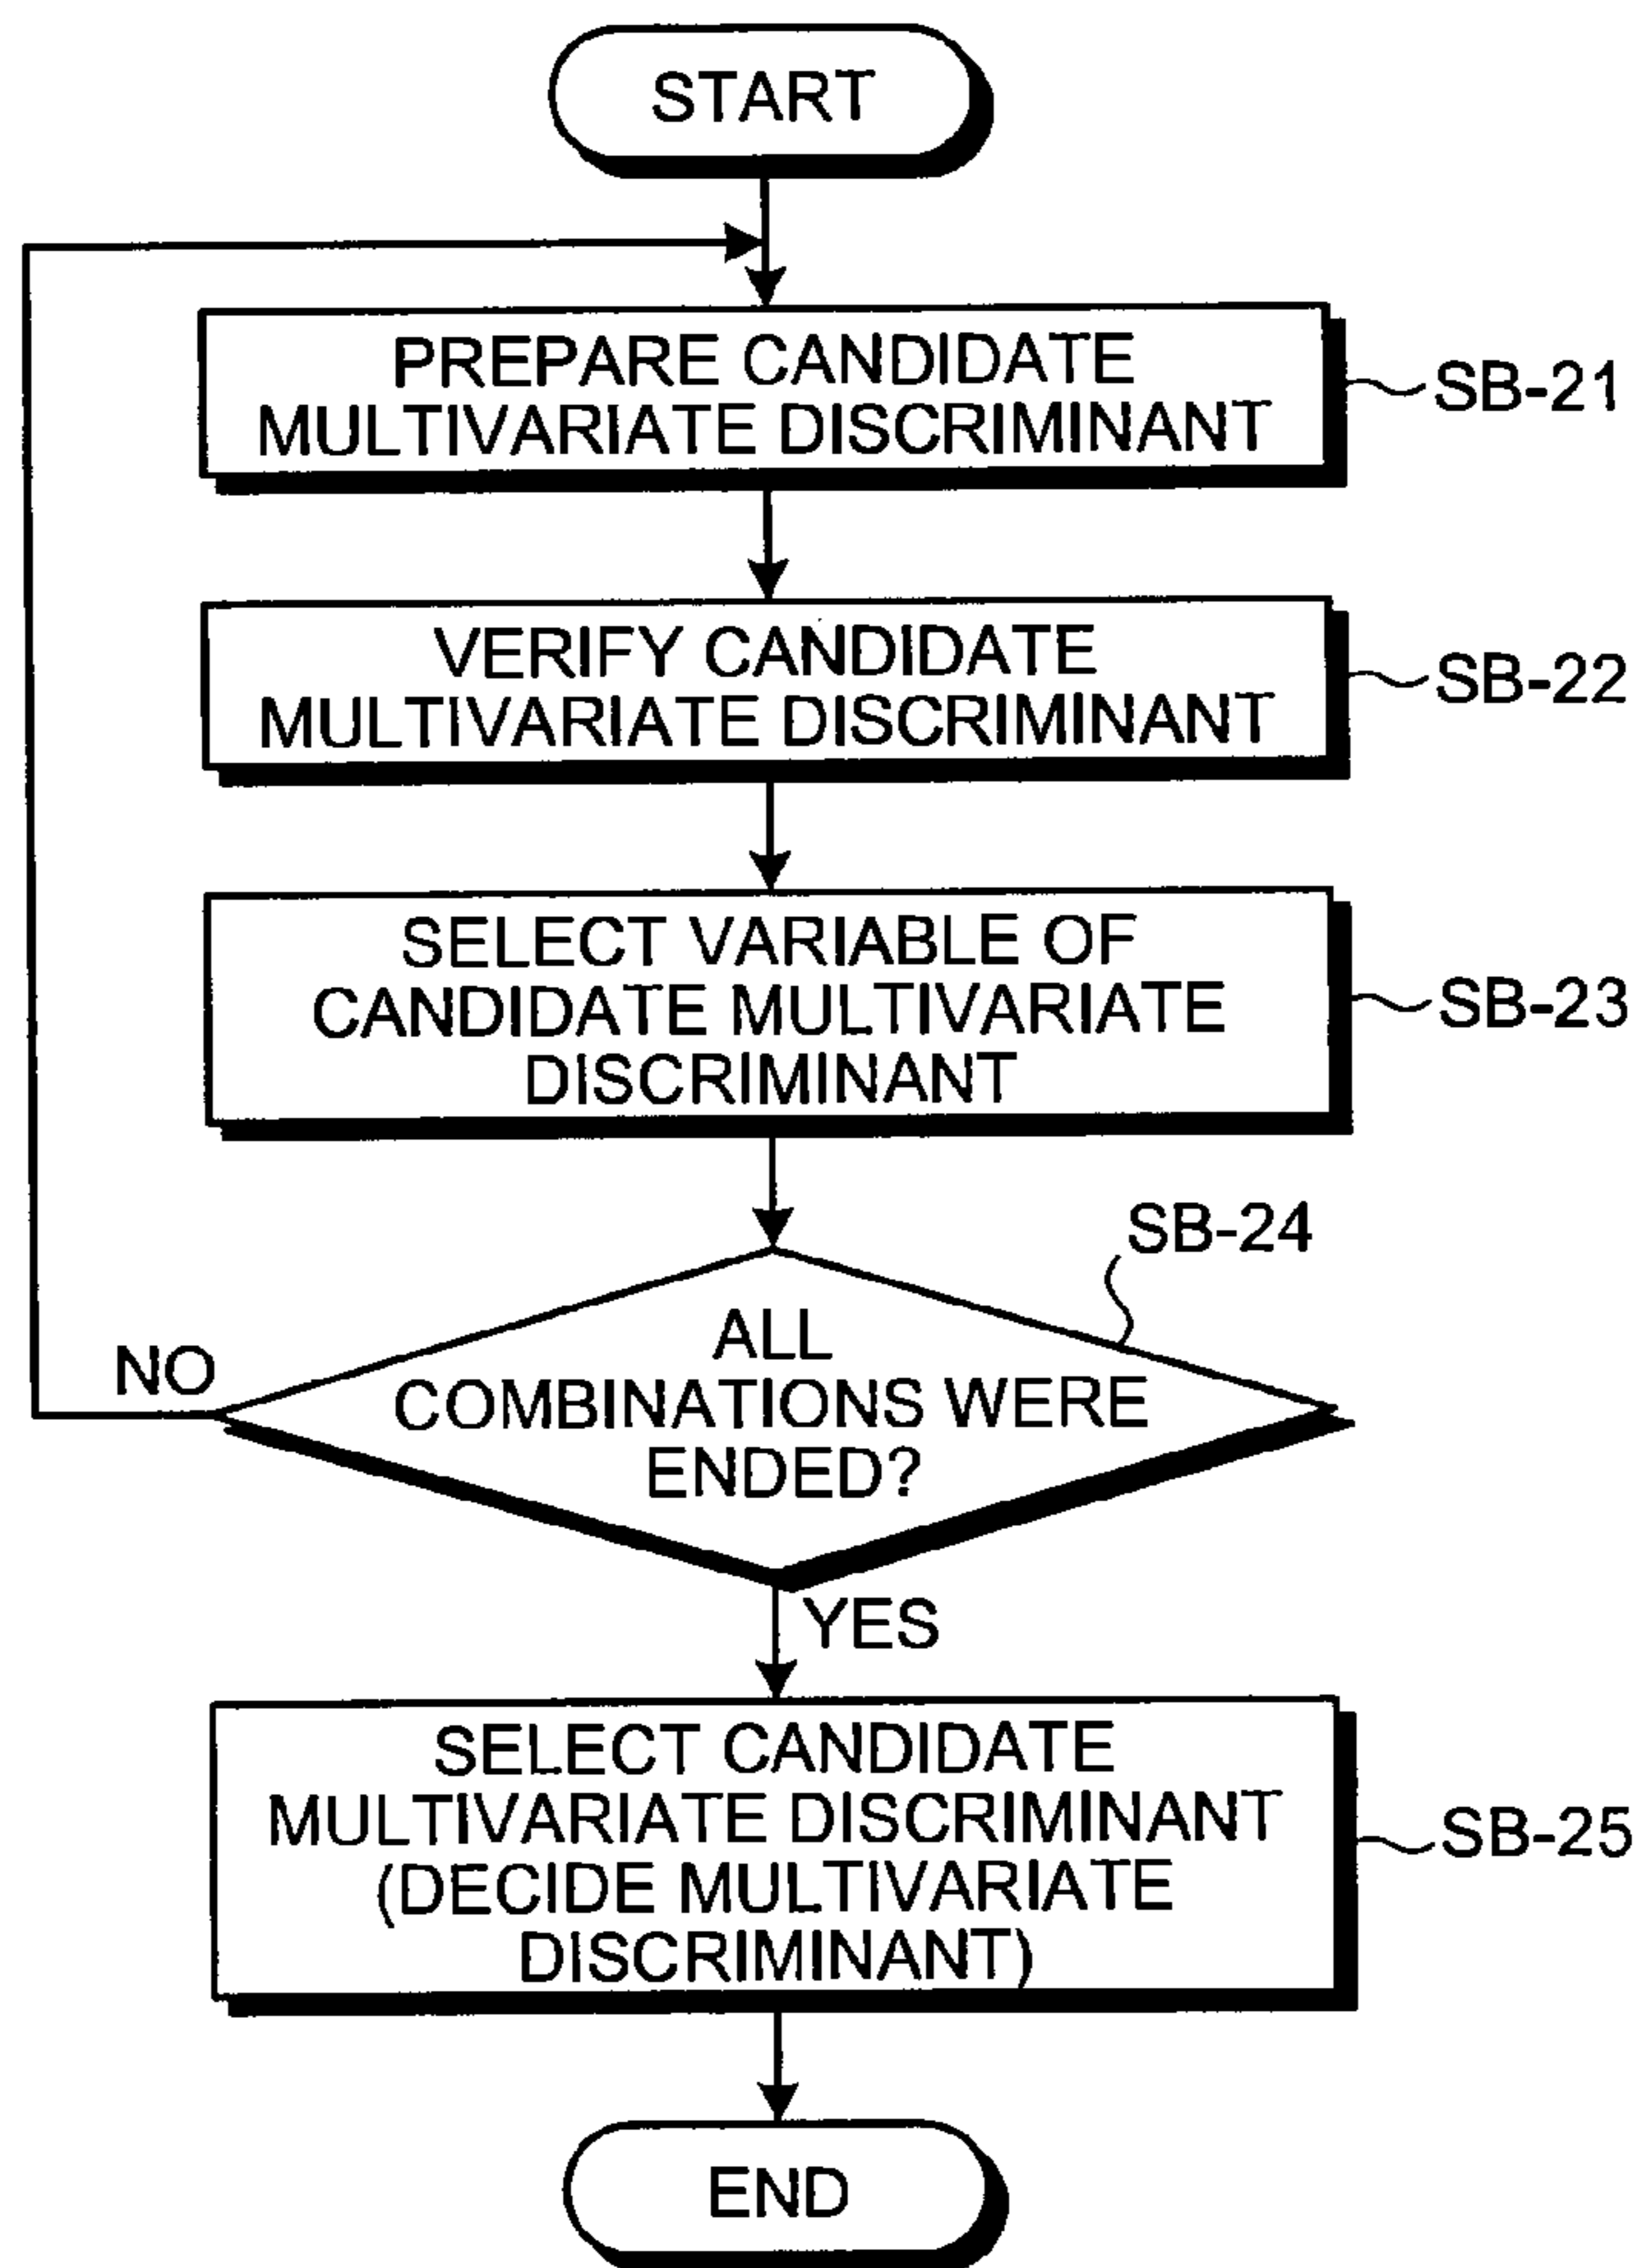 START
PREPARE CANDIDATE
MULTIVARIATE DISCRIMINANT
SB-21
VERIFY CANDIDATE
MULTIVARIATE DISCRIMINANT
SB-22
SELECT VARIABLE OF
CANDIDATE MULTIVARIATE
DISCRIMINANT
SB-23
SB-24
ALL
COMBINATIONS WERE
ENDED?
NO
YES
SELECT CANDIDATE
MULTIVARIATE DISCRIMINANT
(DECIDE MULTIVARIATE
DISCRIMINANT)
SB-25
END